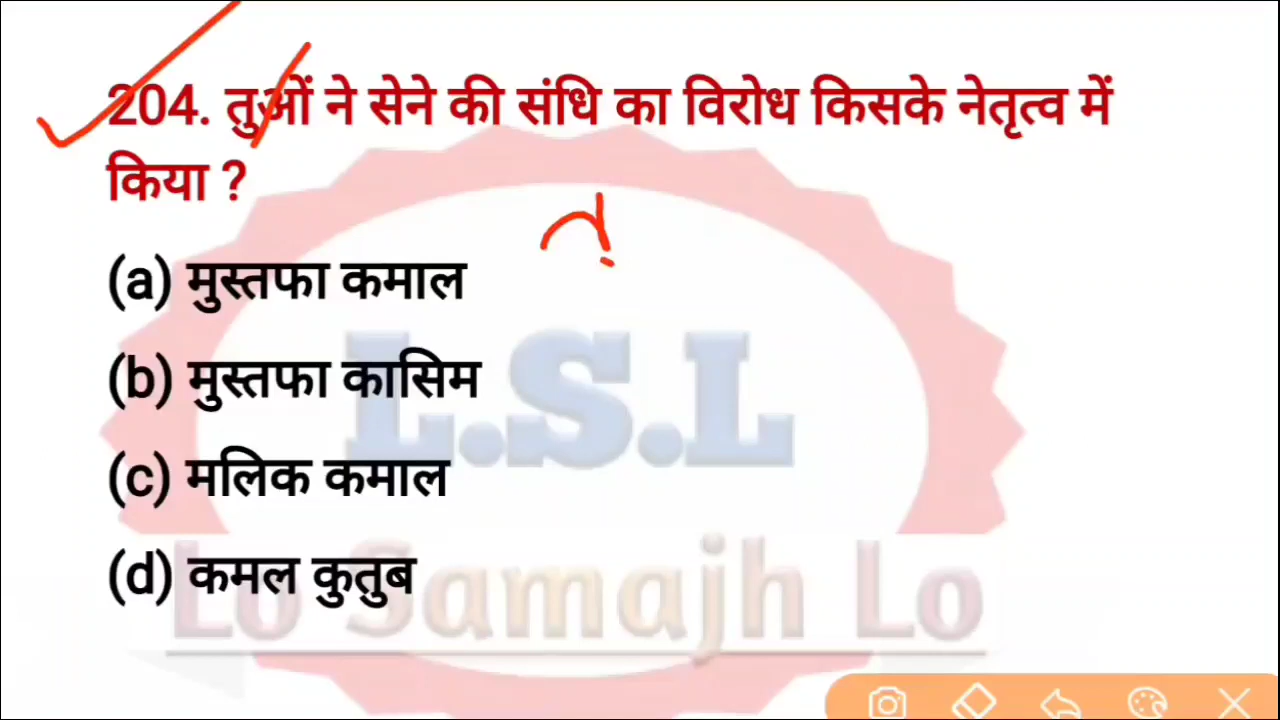 204. तुओं ने सेने की संधि का विरोध किसके नेतृत्व में
किया ?
(a) मुस्तफा कमाल
(b) मुस्तफा कासिम
(c) मलिक कमाल
(d) कमल कुतुब
L.S.L
Lo Samajh Lo